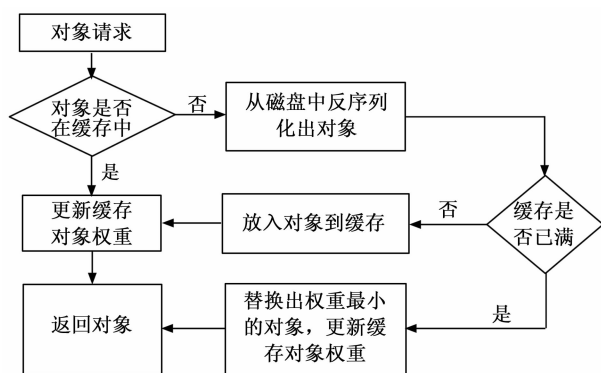 对象请求
对象是否
在缓存中
否
从磁盘中反序列
化出对象
是
更新缓存
对象权重
放入对象到缓存
否
缓存是
否已满
返回对象
替换出权重最小
的对象，更新缓
存对象权重
是